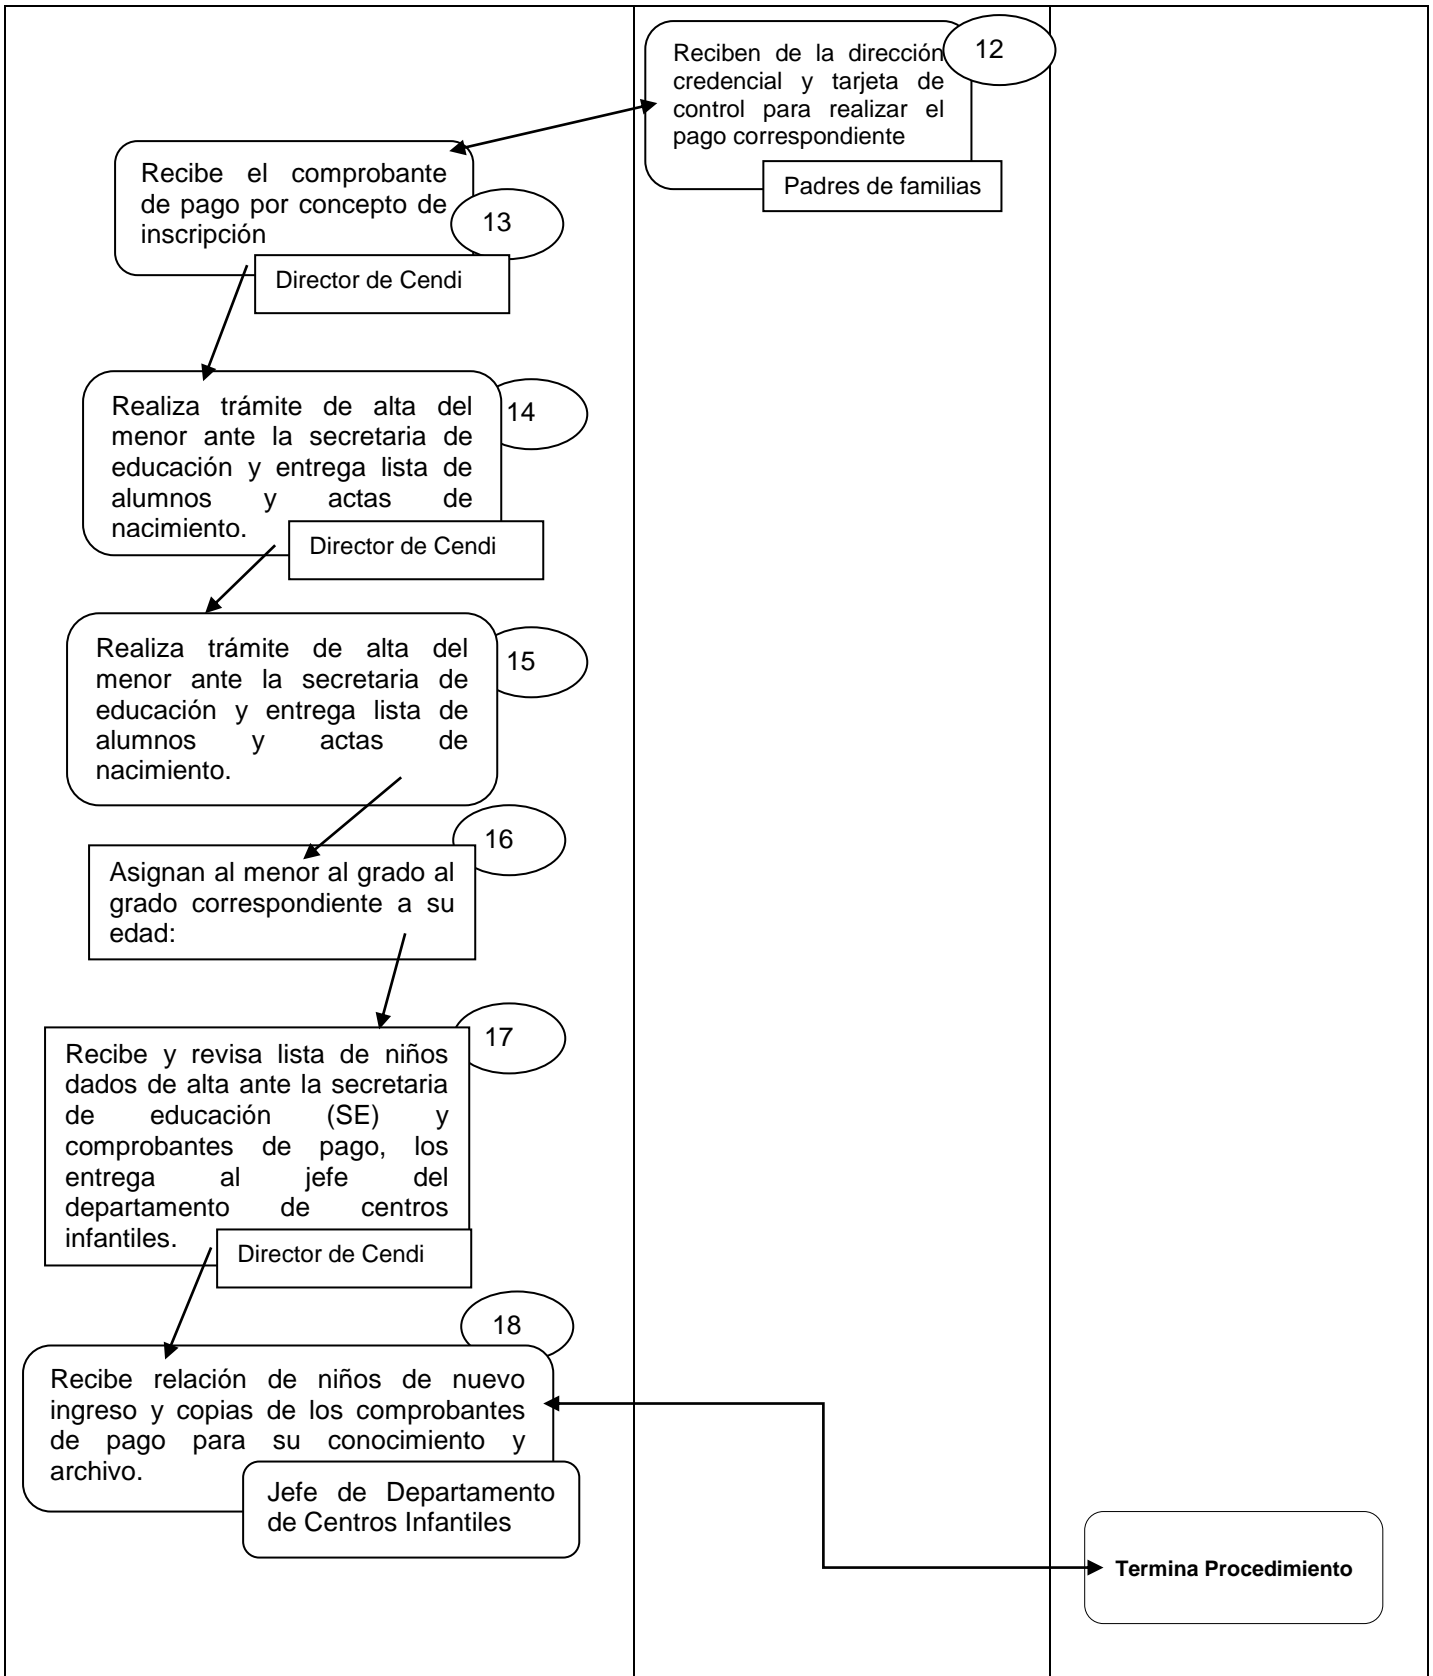 Reciben de la dirección
credencial y tarjeta de
control para realizar el
pago correspondiente
12
Padres de familias
Recibe el comprobante
de pago por concepto de
inscripción
13
Director de Cendi
Realiza trámite de alta del
menor ante la secretaria de
educación y entrega lista de
alumnos y actas de
nacimiento.
14
Director de Cendi
Realiza trámite de alta del
menor ante la secretaria de
educación y entrega lista de
alumnos y actas de
nacimiento.
15
16
Asignan al menor al grado al
grado correspondiente a su
edad:
17
Recibe y revisa lista de niños
dados de alta ante la secretaria
de educación (SE) y
comprobantes de pago, los
entrega al jefe del
departamento de centros
infantiles.
Director de Cendi
18
Recibe relación de niños de nuevo
ingreso y copias de los comprobantes
de pago para su conocimiento y
archivo.
Jefe de Departamento
de Centros Infantiles
Termina Procedimiento